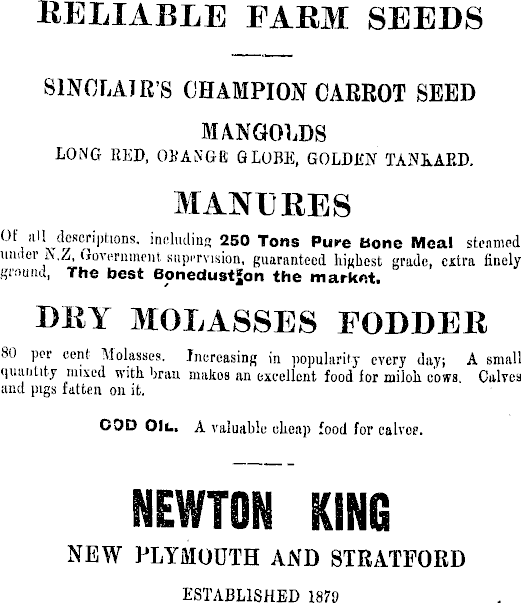 RELIABLE FARM SEEDS
SINCLAIR'S CHAMPION CARROT SEED
MANGOLDS
LONG RED, ORANGE GLOBE, GOLDEN TANKARD.
MANURES
Of all descriptions. including 250 Tons Pure Bone Meal steamed
under N.Z, Government supervision, guaranteed highest grade, extra finely
ground, The best Bonedust on the market.
DRY MOLASSES FODDER
80 per cent Molasses. Increasing in popularity every day; A small
quantity mixed with bran makes an excellent food for milch cows. Calves
and pigs fatten on it.
COD OIL. A valuable cheap food for calves.
NEWTON KING
NEW PLYMOUTH AND STRATFORD
ESTABLISHED 1879